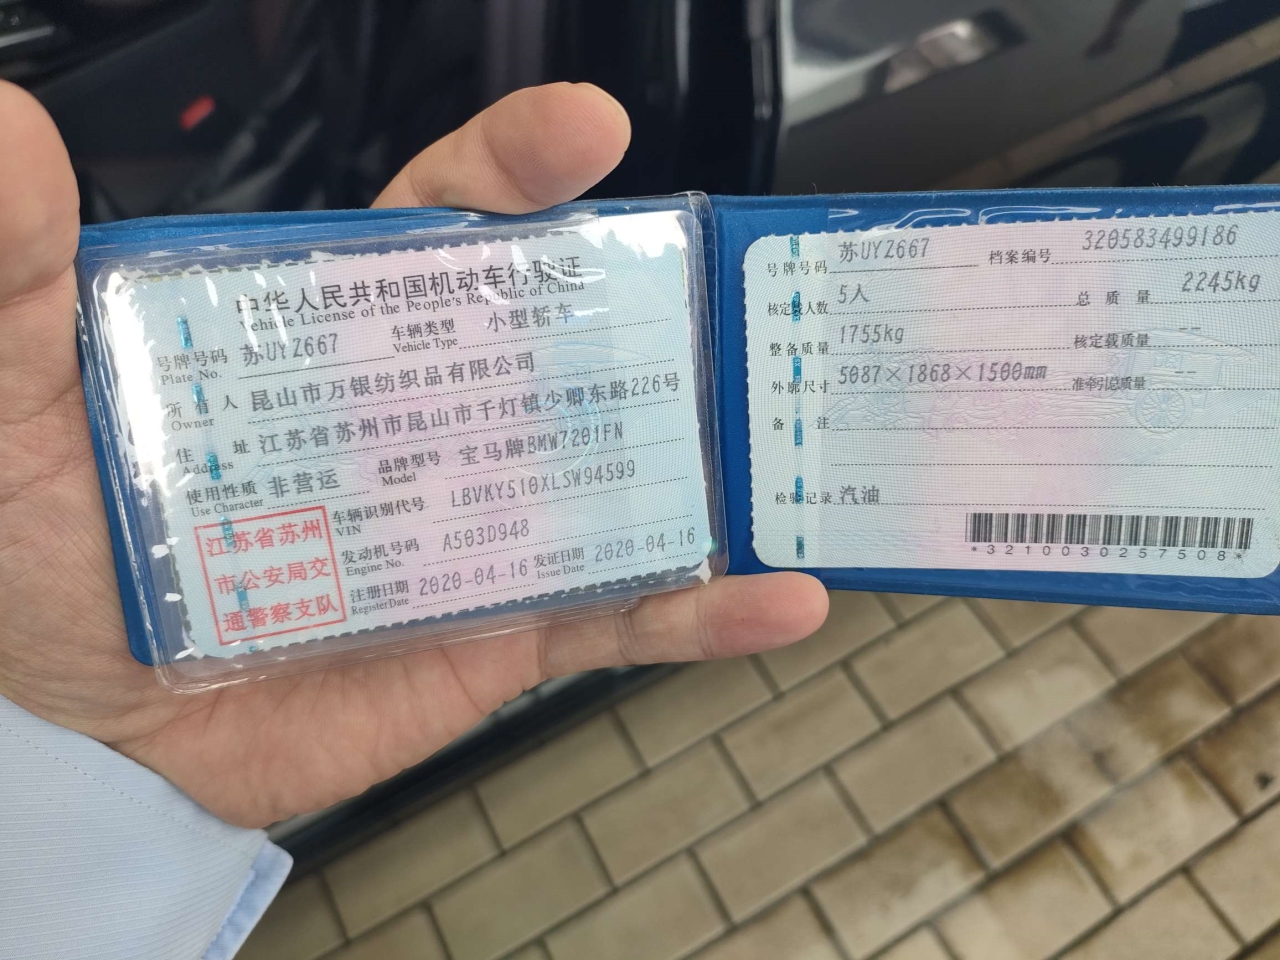 中华人民共和国机动车行驶证
Vehicle License of the People's Republic of China
号牌号码 苏UYZ667 车辆类型 小型轿车
Plate No. Vehicle Type
所有人 昆山市万银纺织品有限公司
Owner
住址 江苏省苏州市昆山市千灯镇少卿东路226号
Address
使用性质 非营运 品牌型号 宝马牌BMW7201FN
Use Character Model
车辆识别代号 LBVKY510XLSW94599
VIN
发动机号码 A503D948
Engine No.
注册日期 2020-04-16 发证日期 2020-04-16
Register Date Issue Date
江苏省苏州
市公安局交
通警察支队
号牌号码 苏UYZ667 档案编号 320583499186
核定载人数 5人 总质量 2245kg
整备质量 1755kg 核定载质量 --
外廓尺寸 5087×1868×1500mm 准牵引总质量 --
备注
检验记录 汽油
*3210030257508*